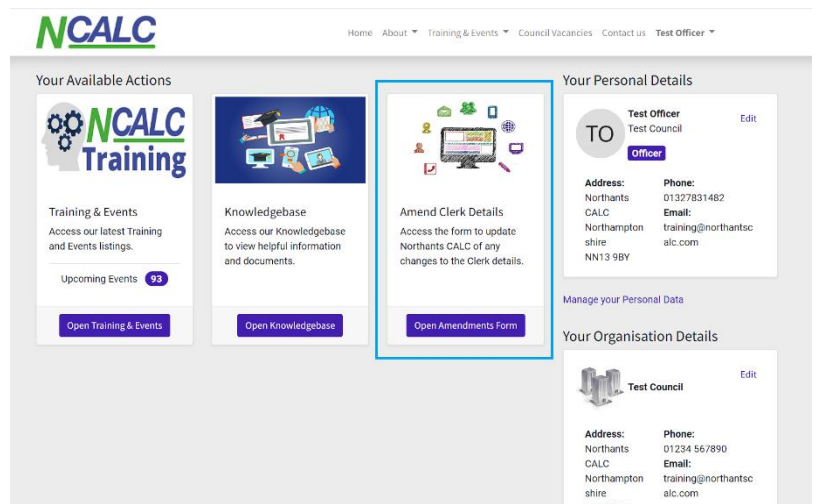 NCALC
Home About Training & Events Council Vacancies Contact us Test Officer
Your Available Actions
NCALC
Training
Training & Events
Access our latest Training
and Events listings.
Upcoming Events 93
Open Training & Events
Knowledgebase
Access our Knowledgebase
to view helpful information
and documents.
Open Knowledgebase
Amend Clerk Details
Access the form to update
Northants CALC of any
changes to the Clerk details.
Open Amendments Form
Your Personal Details
TO
Test Officer
Test Council
Officer
Edit
Address:
Northants
CALC
Northampton
shire
NN13 9BY
Phone:
01327831482
Email:
training@northantsc
alc.com
Manage your Personal Data
Your Organisation Details
Test Council
Edit
Address:
Northants
CALC
Northampton
shire
Phone:
01234 567890
Email:
training@northantsc
alc.com